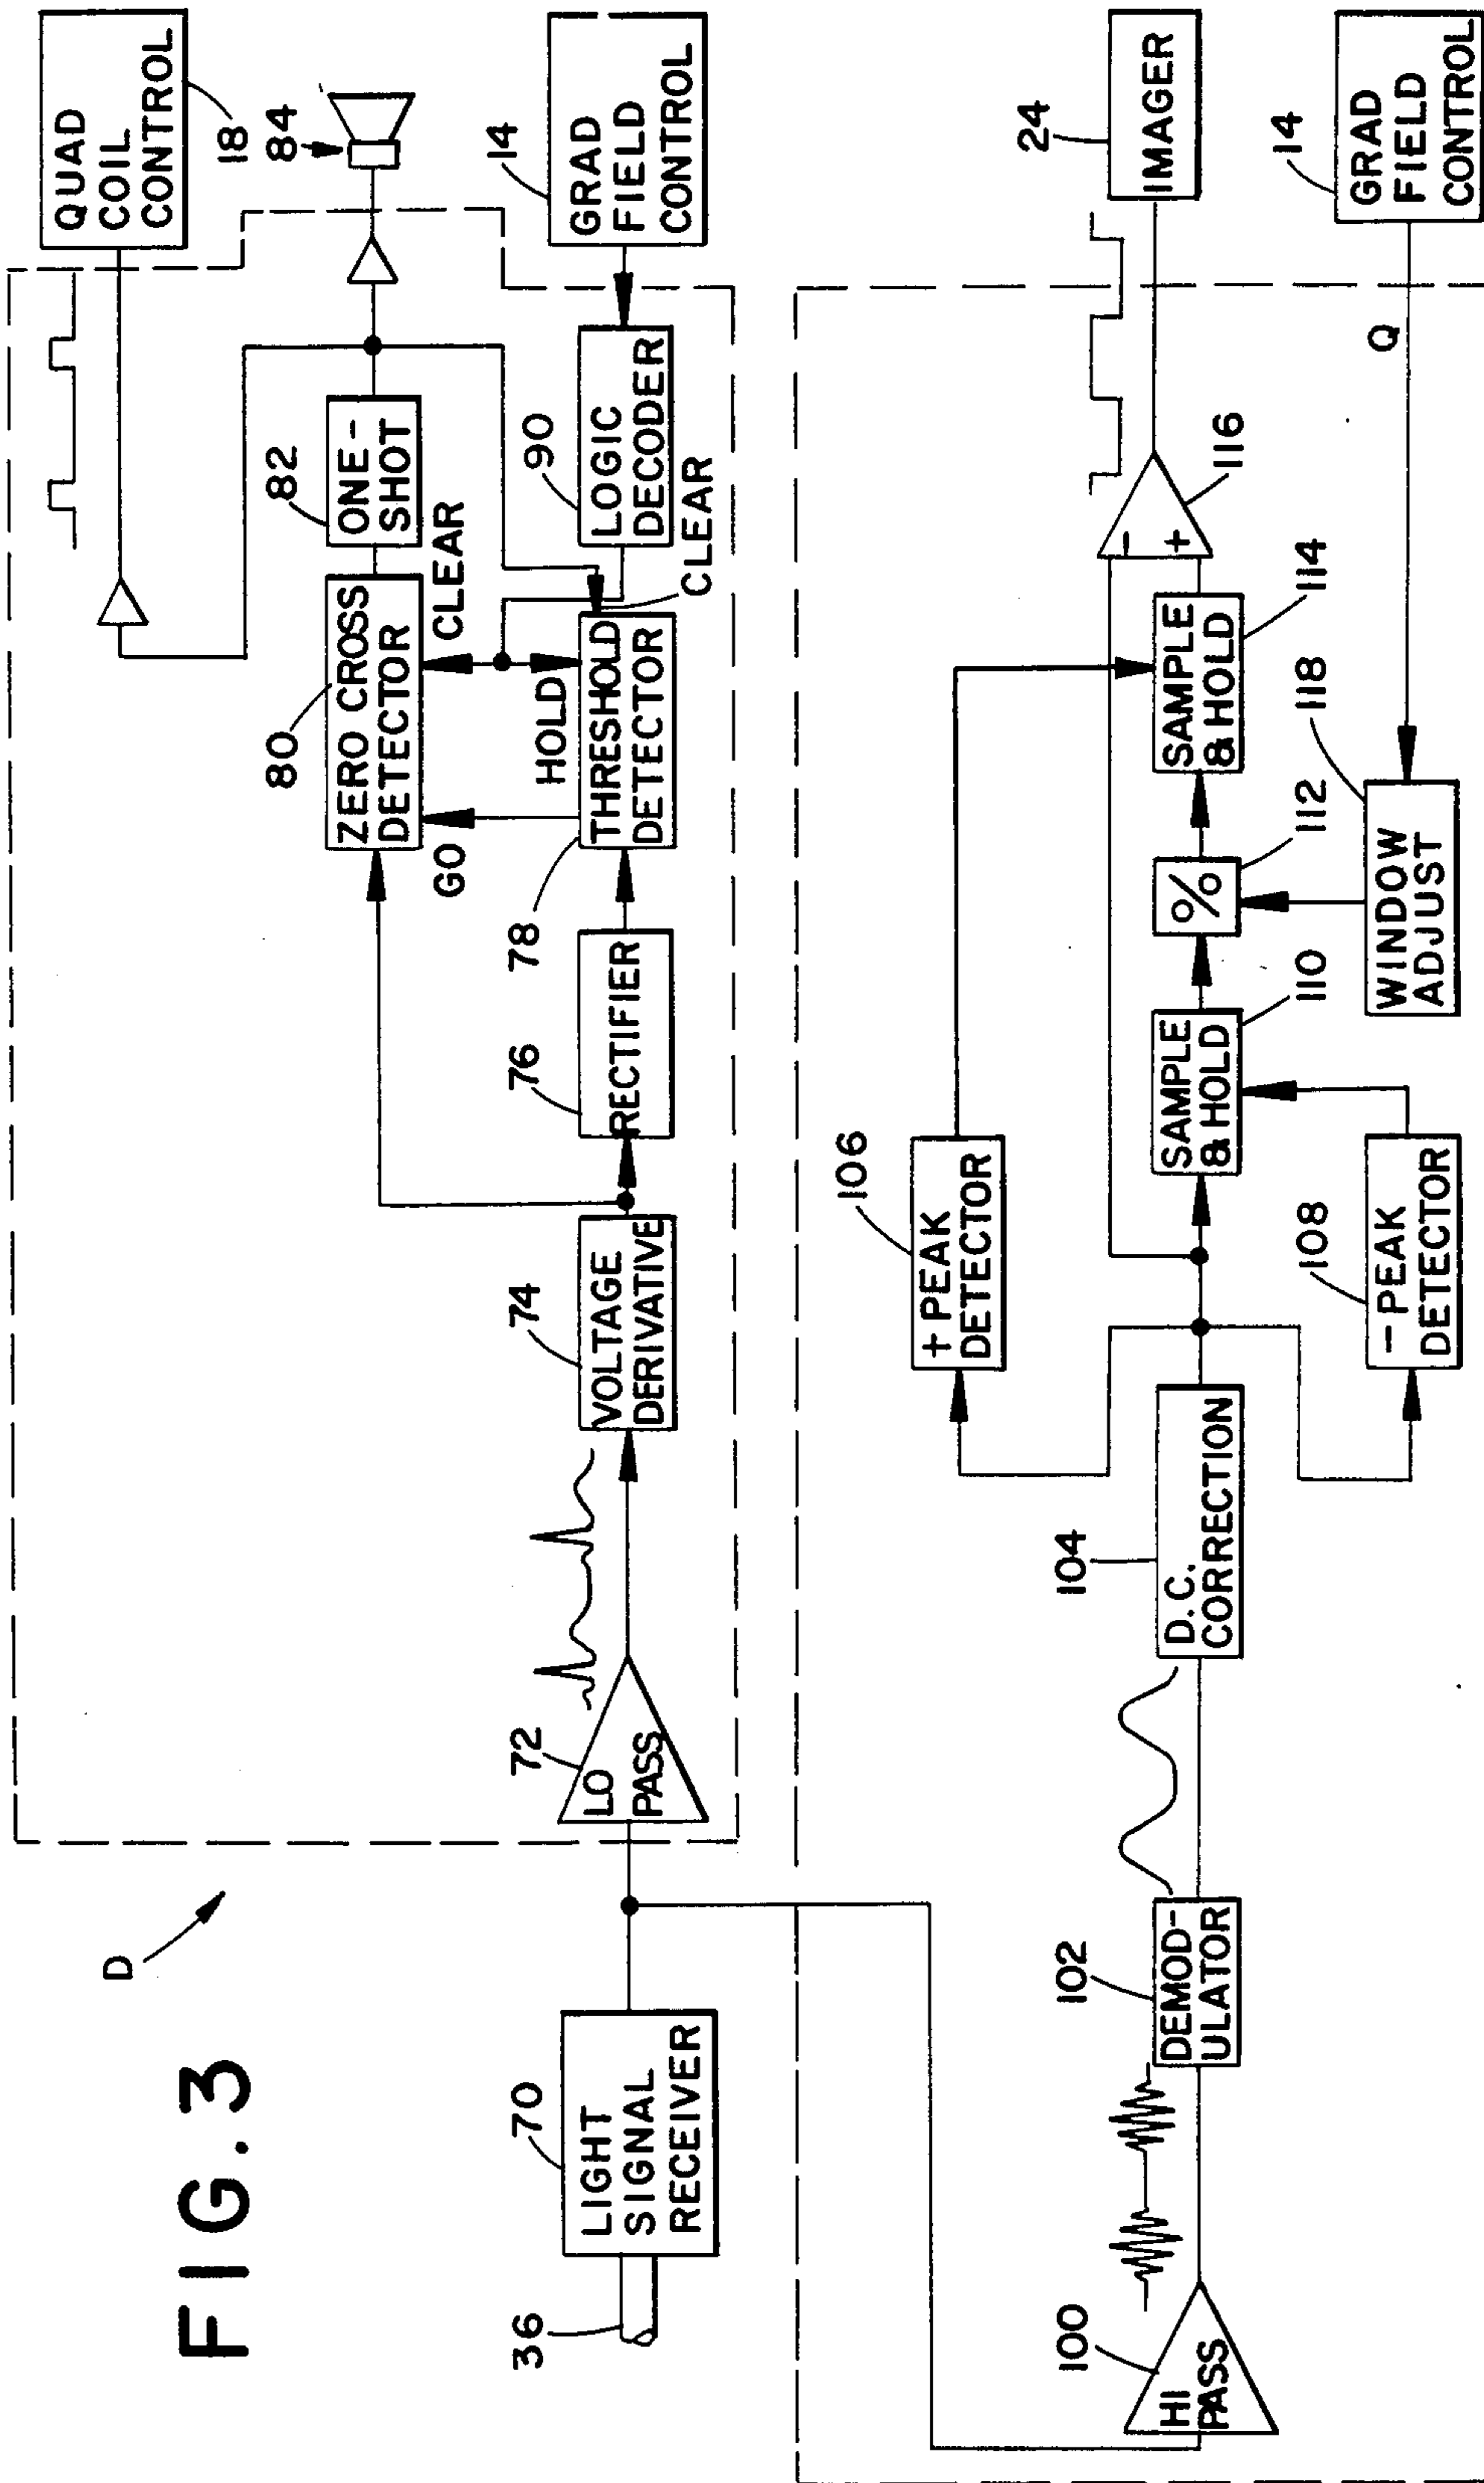 FIG. 3
D
36
70
LIGHT
SIGNAL
RECEIVER
72
LO
PASS
74
VOLTAGE
DERIVATIVE
76
RECTIFIER
78
THRESHOLD
DETECTOR
GO
HOLD
CLEAR
80
ZERO CROSS
DETECTOR
CLEAR
82
ONE-
SHOT
90
LOGIC
DECODER
QUAD
COIL
CONTROL
18
84
14
GRAD
FIELD
CONTROL
100
HI
PASS
102
DEMOD-
ULATOR
104
D.C.
CORRECTION
106
+ PEAK
DETECTOR
108
- PEAK
DETECTOR
110
SAMPLE
& HOLD
112
%
114
SAMPLE
& HOLD
118
WINDOW
ADJUST
116
-
+
24
IMAGER
Q
14
GRAD
FIELD
CONTROL